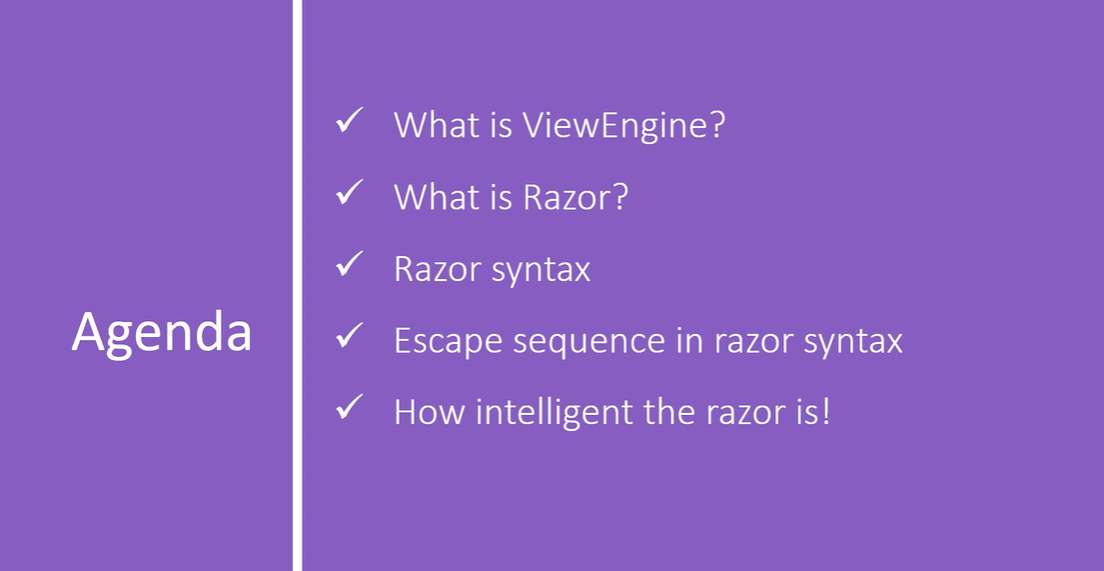 Agenda
✓ What is ViewEngine?
✓ What is Razor?
✓ Razor syntax
✓ Escape sequence in razor syntax
✓ How intelligent the razor is!